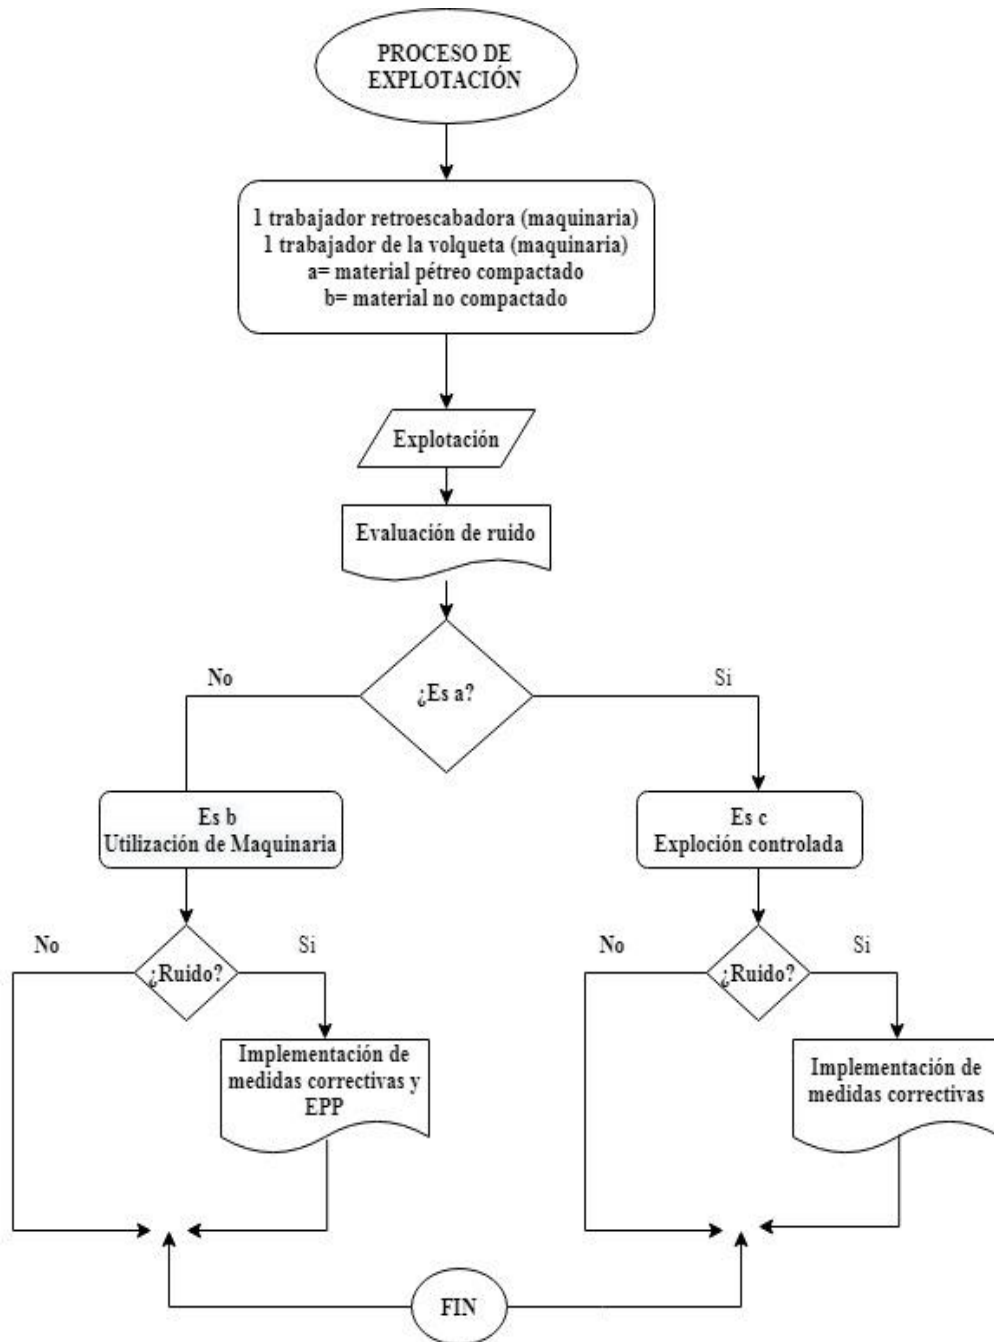 PROCESO DE
EXPLOTACIÓN
1 trabajador retroescabadora (maquinaria)
1 trabajador de la volqueta (maquinaria)
a= material pétreo compactado
b= material no compactado
Explotación
Evaluación de ruido
No
¿Es a?
Si
Es b
Utilización de Maquinaria
Es c
Exploción controlada
No
¿Ruido?
Si
No
¿Ruido?
Si
Implementación de
medidas correctivas y
EPP
Implementación de
medidas correctivas
FIN